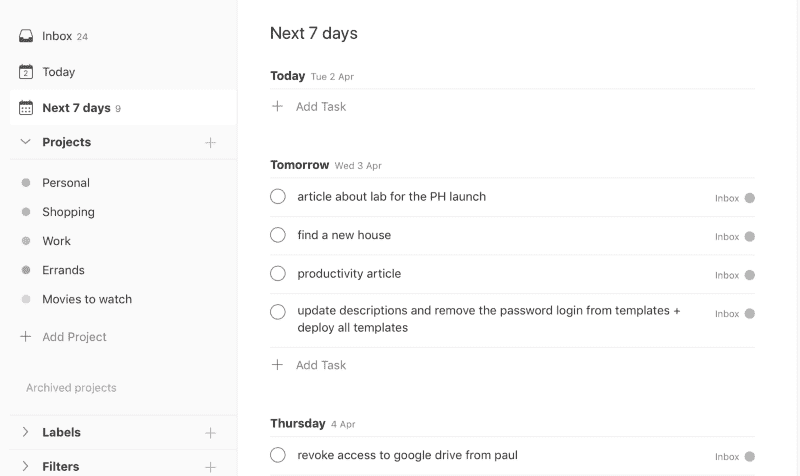 Inbox 24
2
Today
Next 7 days 9
Projects
Personal
Shopping
Work
Errands
Movies to watch
Add Project
Archived projects
Labels
Filters
Next 7 days
Today Tue 2 Apr
Add Task
Tomorrow Wed 3 Apr
article about lab for the PH launch Inbox
find a new house Inbox
productivity article Inbox
update descriptions and remove the password login from templates + Inbox
deploy all templates
Add Task
Thursday 4 Apr
revoke access to google drive from paul Inbox